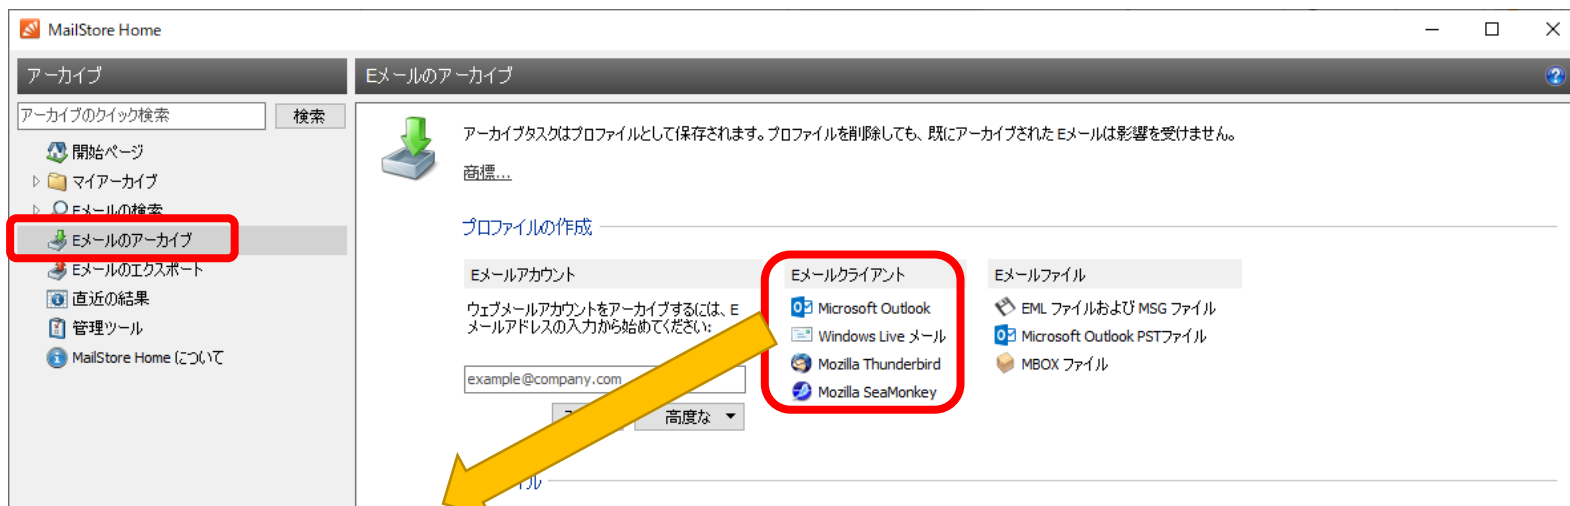 MailStore Home
アーカイブ
Eメールのアーカイブ
アーカイブのクイック検索
検索
開始ページ
マイアーカイブ
Eメールの検索
Eメールのアーカイブ
Eメールのエクスポート
直近の結果
管理ツール
MailStore Home について
アーカイブタスクはプロファイルとして保存されます。プロファイルを削除しても、既にアーカイブされた Eメールは影響を受けません。
商標...
プロファイルの作成
Eメールアカウント
ウェブメールアカウントをアーカイブするには、E
メールアドレスの入力から始めてください:
example@company.com
高度な
Eメールクライアント
Microsoft Outlook
Windows Live メール
Mozilla Thunderbird
Mozilla SeaMonkey
Eメールファイル
EML ファイルおよび MSG ファイル
Microsoft Outlook PSTファイル
MBOX ファイル